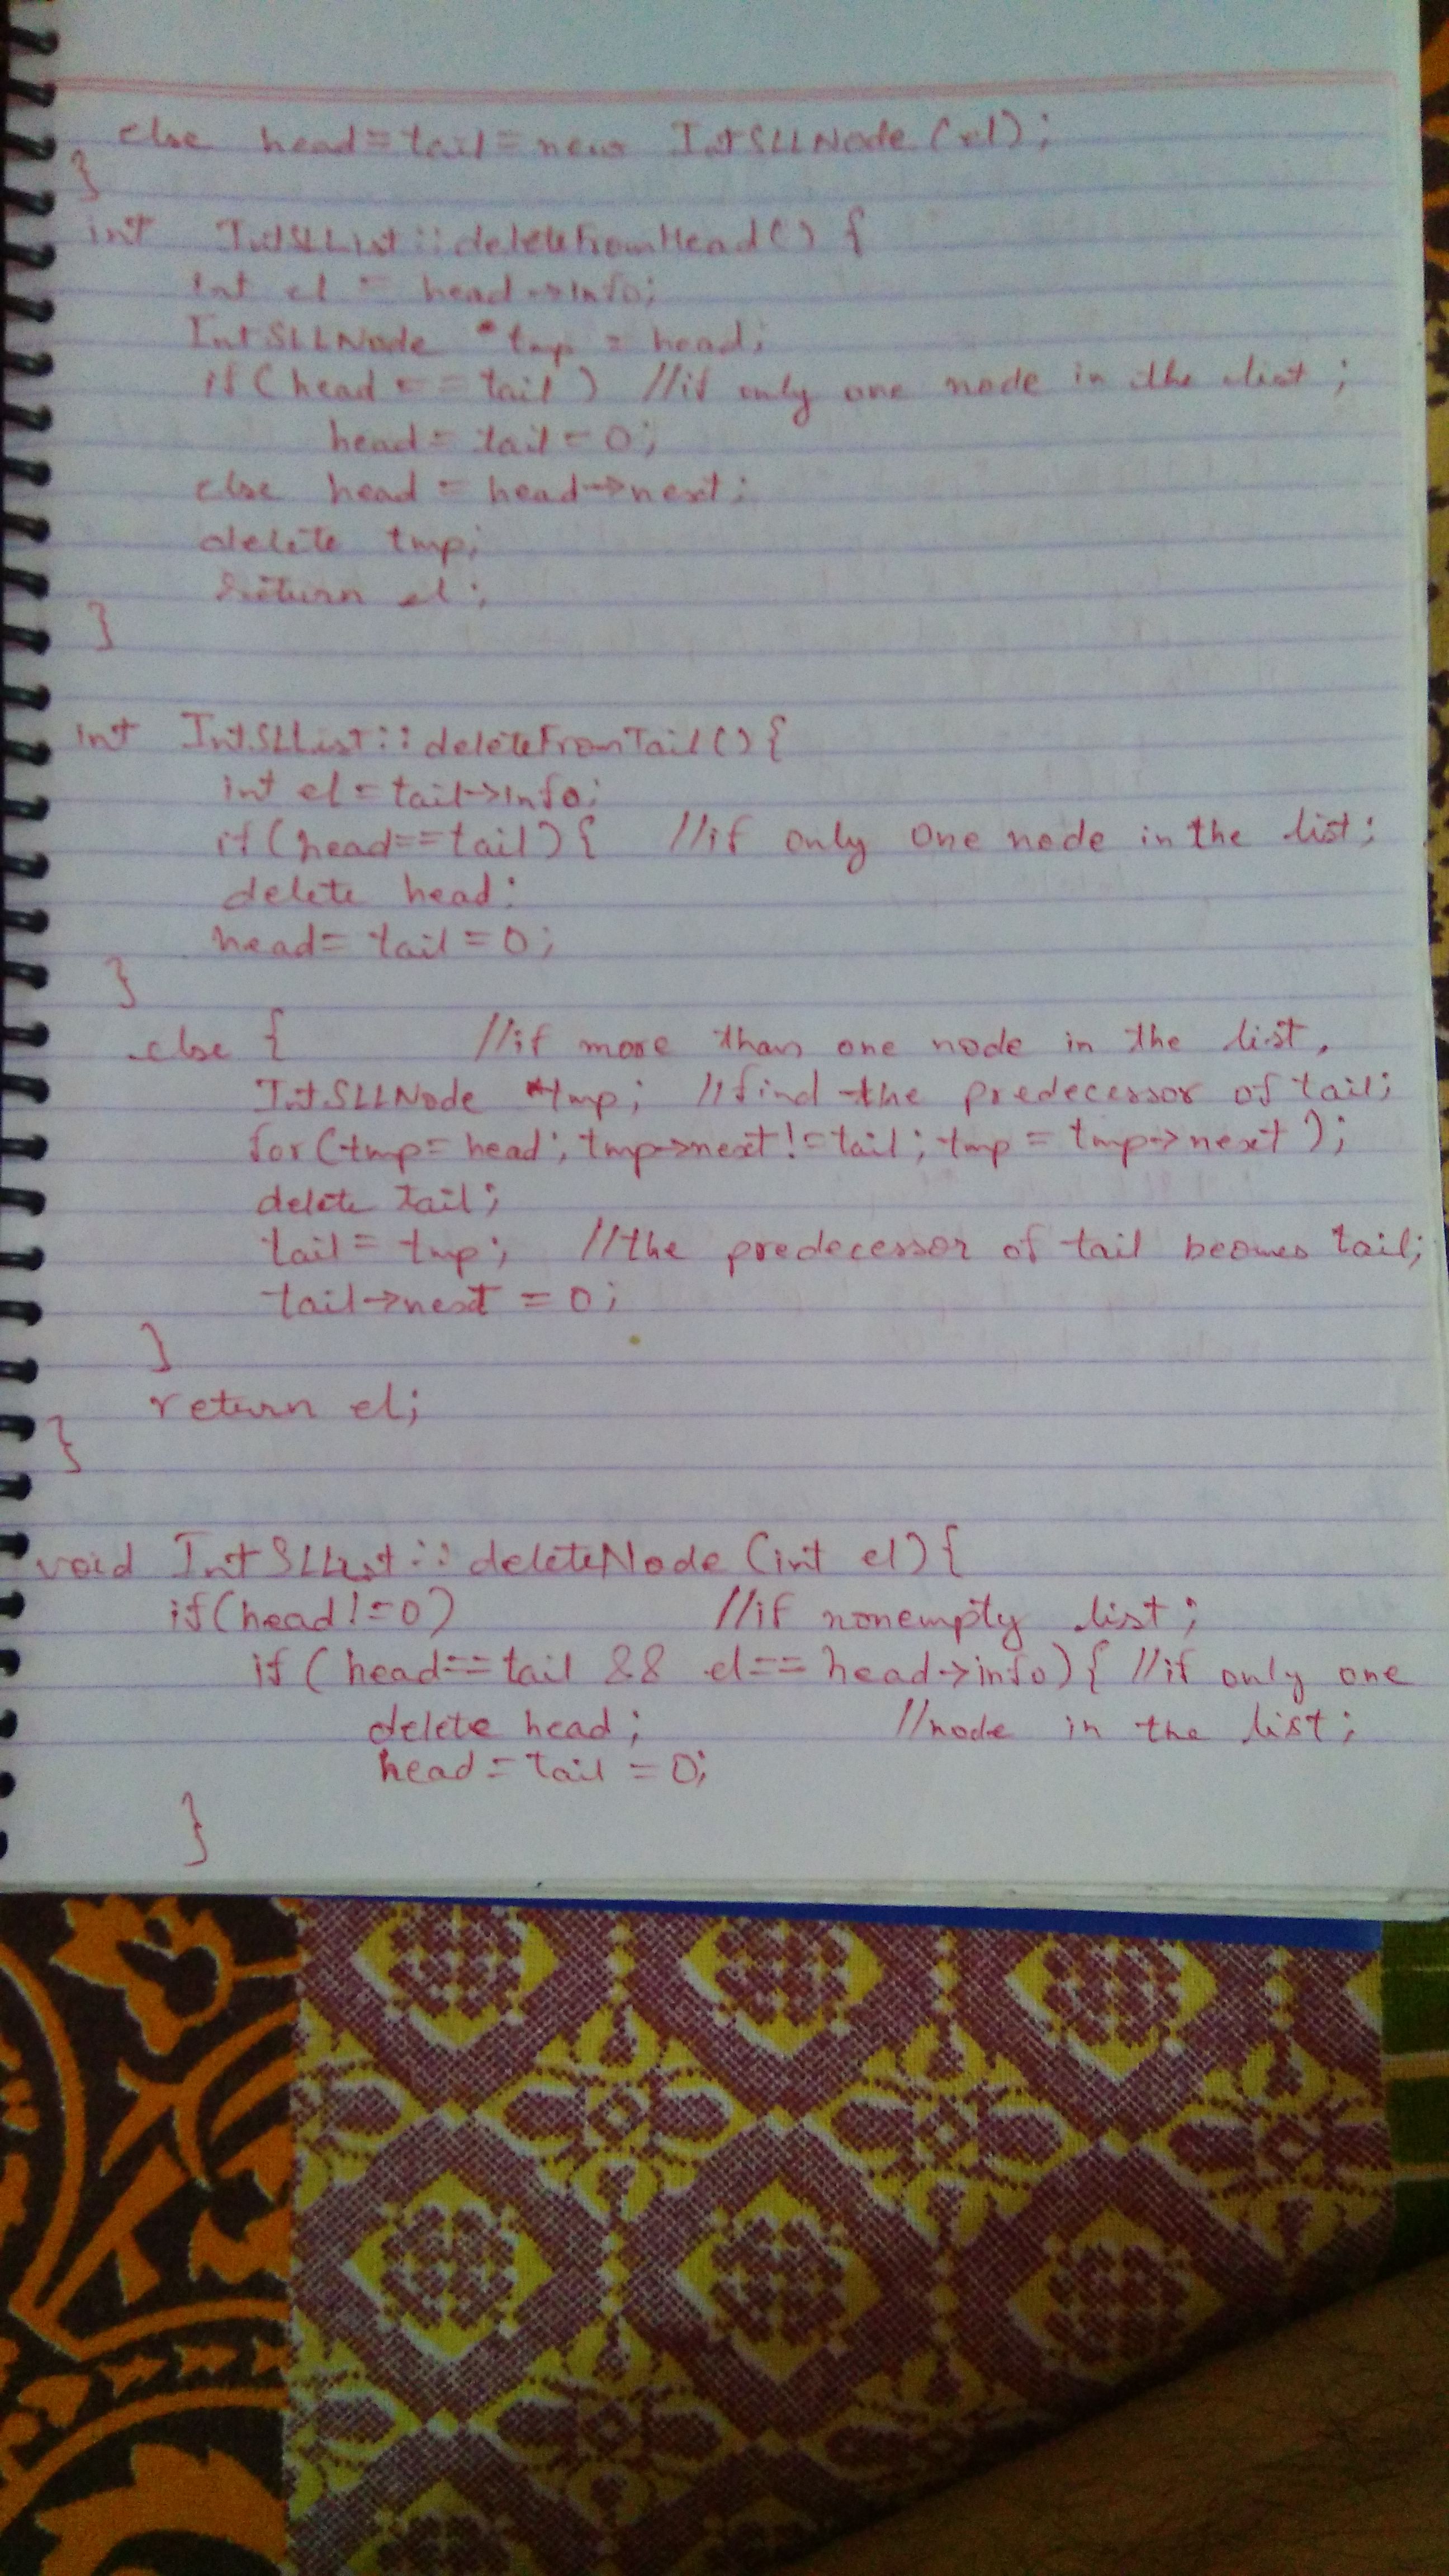 else head=tail=new IntSLLNode(el);
}
int IntSLList::deleteFromHead() {
int el = head->info;
IntSLLNode *tmp = head;
if(head == tail) //if only one node in the list;
head = tail = 0;
else head = head->next;
delete tmp;
return el;
}
int IntSLList::deleteFromTail(){
int el = tail->info;
if(head==tail){ //if only one node in the list;
delete head;
head= tail = 0;
}
else { //if more than one node in the list,
IntSLLNode *tmp; //find the predecessor of tail;
for(tmp= head; tmp->next!=tail; tmp = tmp->next);
delete tail;
tail = tmp; //the predecessor of tail becomes tail;
tail->next = 0;
}
return el;
}
void IntSLList::deleteNode (int el){
if(head!=0) //if nonempty list;
if (head==tail && el== head->info){ //if only one
delete head; //node in the list;
head = tail = 0;
}